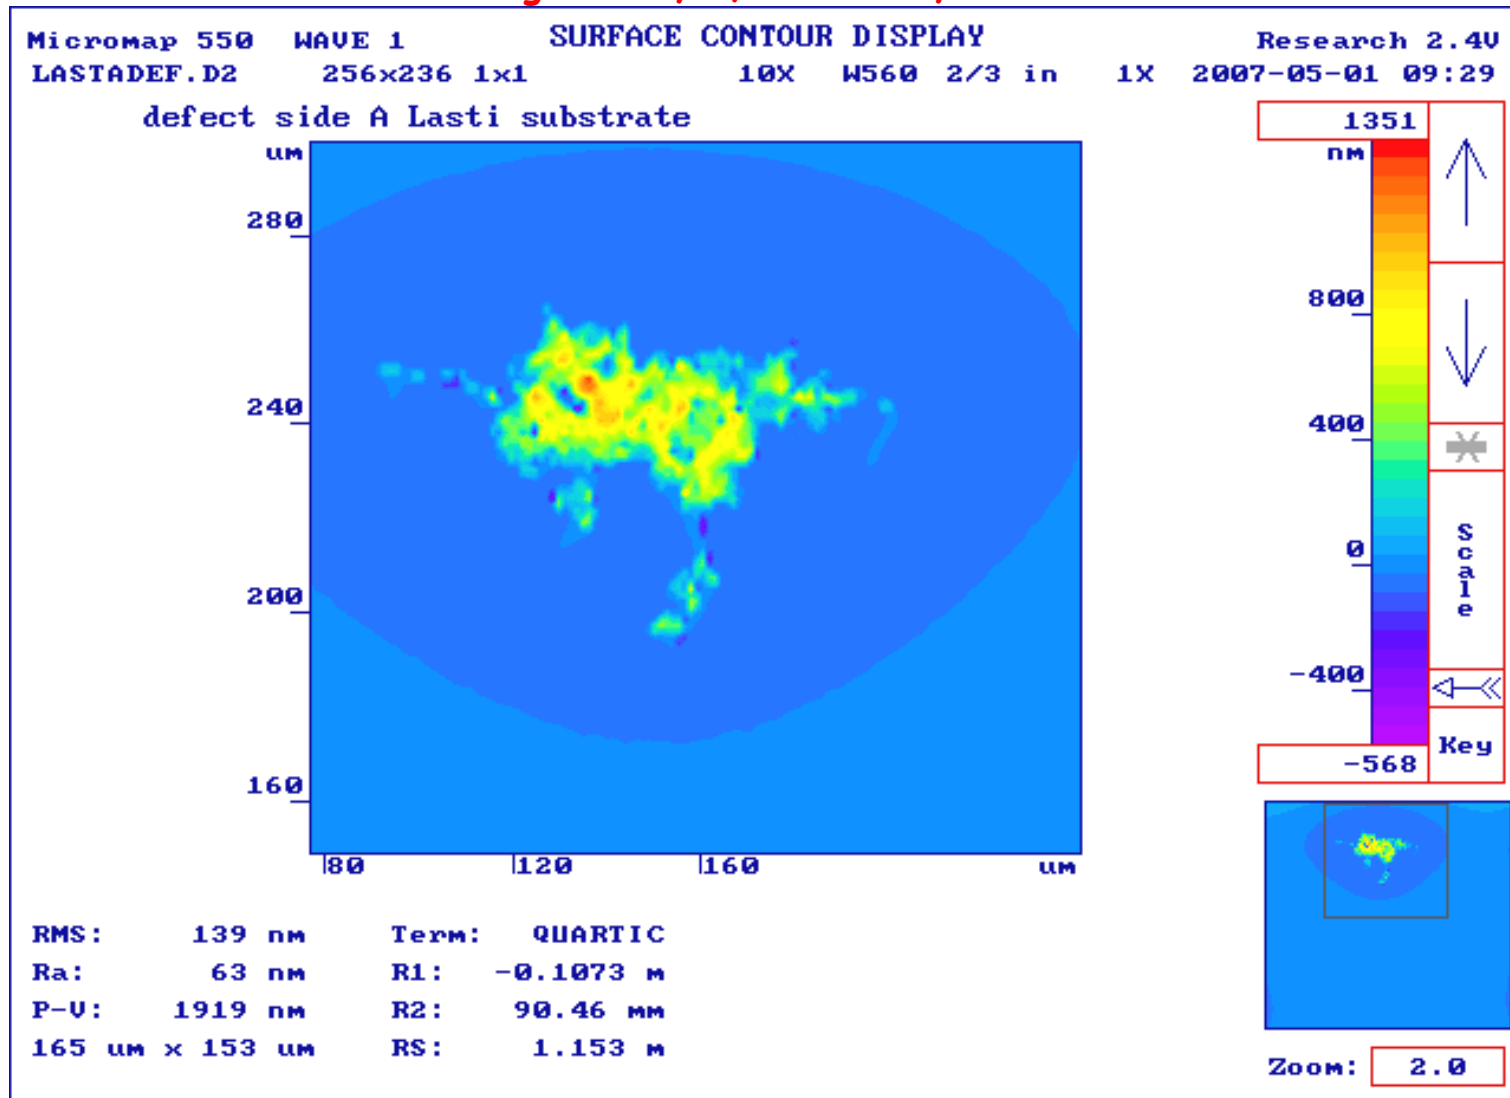 Micromap 550 WAVE 1 SURFACE CONTOUR DISPLAY Research 2.4V
LASTADEF.D2 256x236 1x1 10X W560 2/3 in 1X 2007-05-01 09:29
defect side A Lasti substrate
um
280
240
200
160
80 120 160 um
1351
nm
800
400
0
-400
-568
Scale
Key
RMS: 139 nm Term: QUARTIC
Ra: 63 nm R1: -0.1073 m
P-V: 1919 nm R2: 90.46 mm
165 um x 153 um RS: 1.153 m
Zoom: 2.0